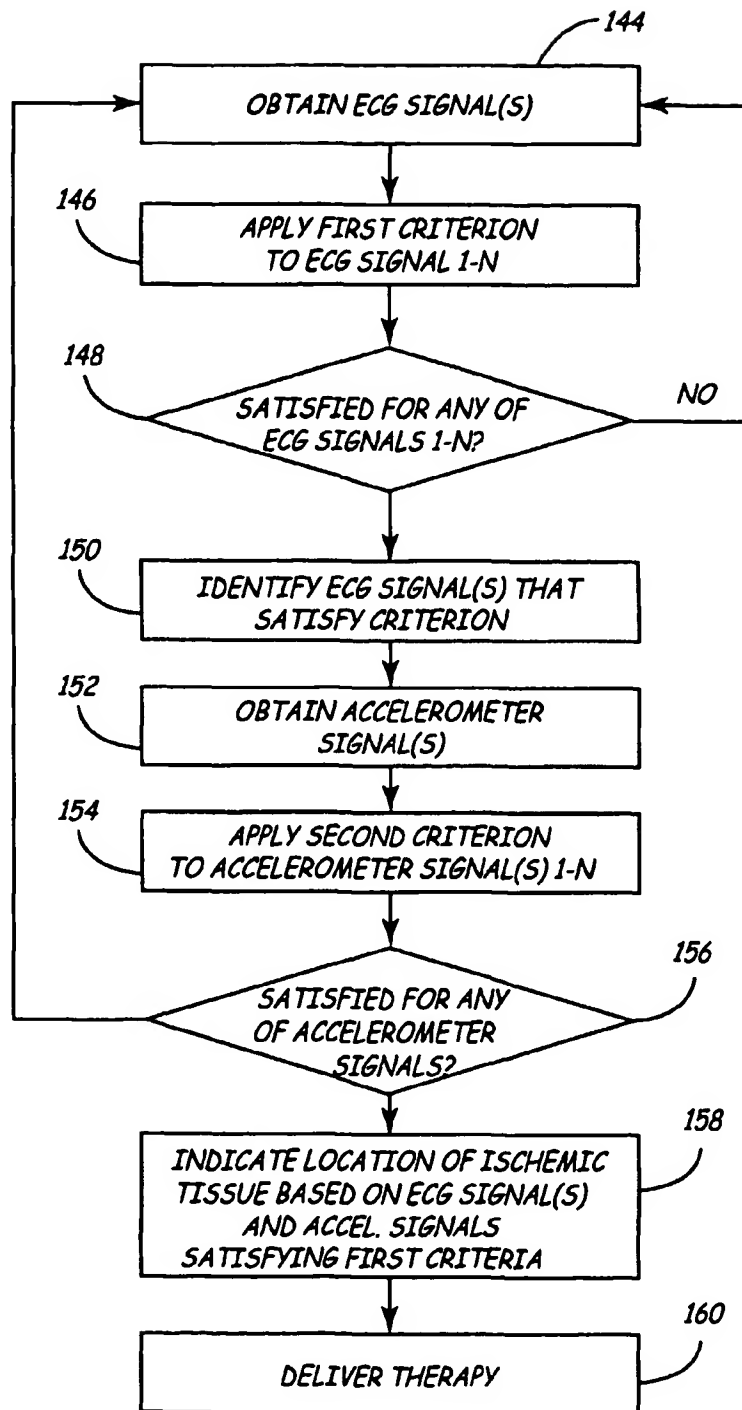 144
OBTAIN ECG SIGNAL(S)
146
APPLY FIRST CRITERION
TO ECG SIGNAL 1-N
148
SATISFIED FOR ANY OF
ECG SIGNALS 1-N?
NO
150
IDENTIFY ECG SIGNAL(S) THAT
SATISFY CRITERION
152
OBTAIN ACCELEROMETER
SIGNAL(S)
154
APPLY SECOND CRITERION
TO ACCELEROMETER SIGNAL(S) 1-N
156
SATISFIED FOR ANY
OF ACCELEROMETER
SIGNALS?
158
INDICATE LOCATION OF ISCHEMIC
TISSUE BASED ON ECG SIGNAL(S)
AND ACCEL. SIGNALS
SATISFYING FIRST CRITERIA
160
DELIVER THERAPY